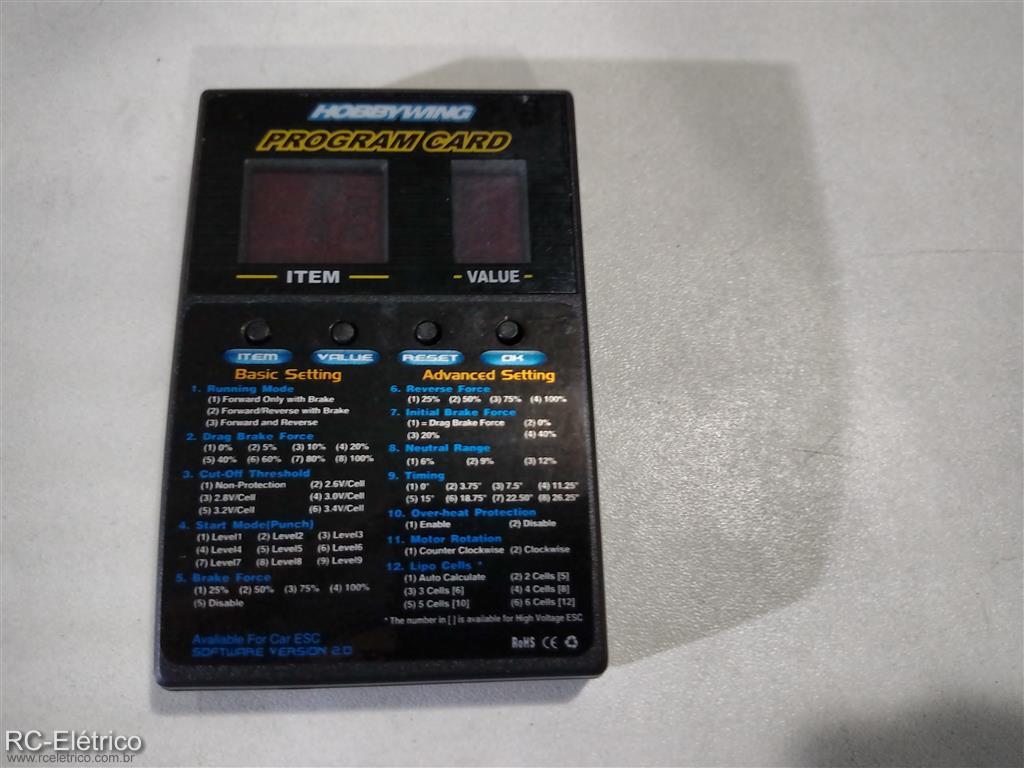 HOBBYWING
PROGRAM CARD
ITEM
VALUE
ITEM VALUE RESET OK
Basic Setting
1. Running Mode
(1) Forward Only with Brake
(2) Forward/Reverse with Brake
(3) Forward and Reverse
2. Drag Brake Force
(1) 0% (2) 5% (3) 10% (4) 20%
(5) 40% (6) 60% (7) 80% (8) 100%
3. Cut-Off Threshold
(1) Non-Protection (2) 2.6V/Cell
(3) 2.8V/Cell (4) 3.0V/Cell
(5) 3.2V/Cell (6) 3.4V/Cell
4. Start Mode(Punch)
(1) Level1 (2) Level2 (3) Level3
(4) Level4 (5) Level5 (6) Level6
(7) Level7 (8) Level8 (9) Level9
5. Brake Force
(1) 25% (2) 50% (3) 75% (4) 100%
(5) Disable
Advanced Setting
6. Reverse Force
(1) 25% (2) 50% (3) 75% (4) 100%
7. Initial Brake Force
(1) = Drag Brake Force (2) 0%
(3) 20% (4) 40%
8. Neutral Range
(1) 6% (2) 9% (3) 12%
9. Timing
(1) 0° (2) 3.75° (3) 7.5° (4) 11.25°
(5) 15° (6) 18.75° (7) 22.50° (8) 26.25°
10. Over-heat Protection
(1) Enable (2) Disable
11. Motor Rotation
(1) Counter Clockwise (2) Clockwise
12. Lipo Cells *
(1) Auto Calculate (2) 2 Cells [5]
(3) 3 Cells [6] (4) 4 Cells [8]
(5) 5 Cells [10] (6) 6 Cells [12]
* The number in [ ] is available for High Voltage ESC
Available For Car ESC
SOFTWARE VERSION 2.0
RoHS CE
RC-Elétrico
www.rceletrico.com.br